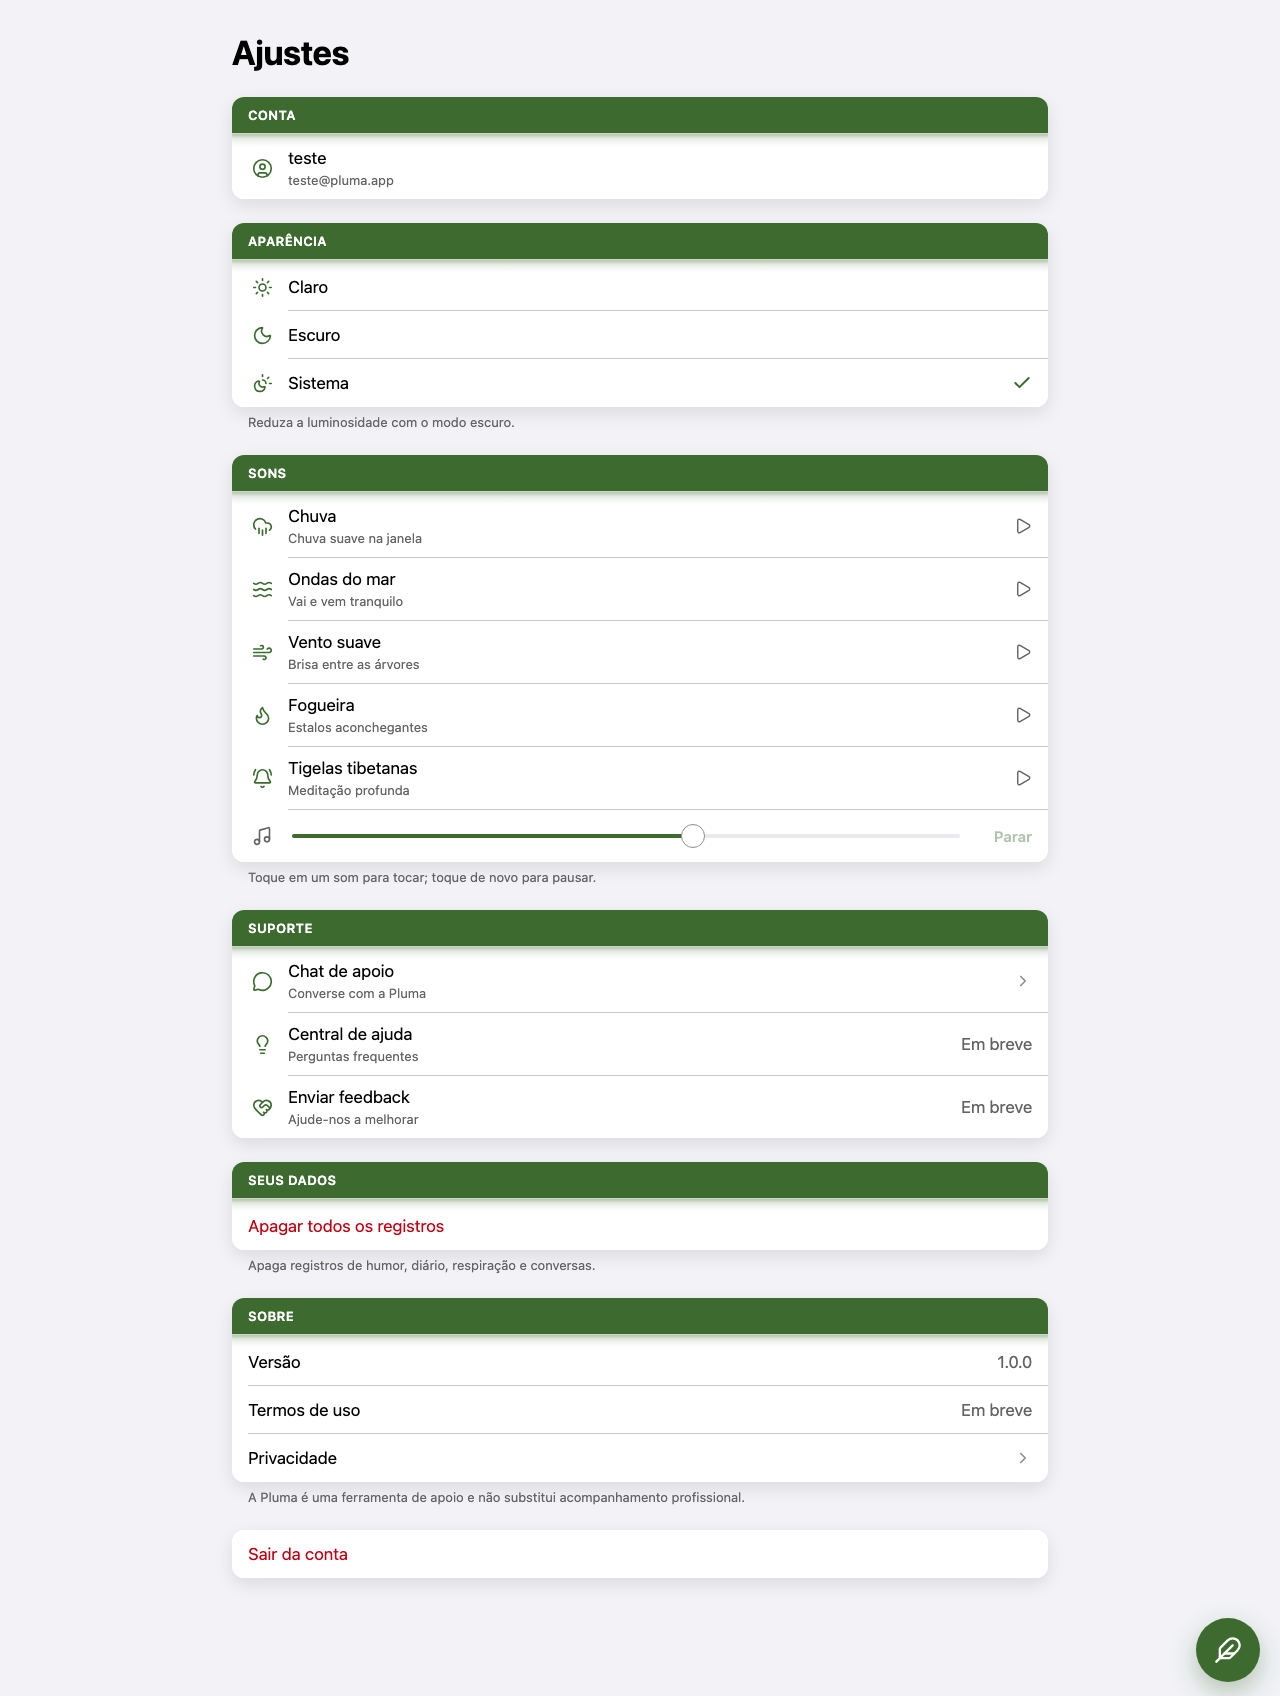 Ajustes
CONTA
teste
teste@pluma.app
APARÊNCIA
Claro
Escuro
Sistema
Reduza a luminosidade com o modo escuro.
SONS
Chuva
Chuva suave na janela
Ondas do mar
Vai e vem tranquilo
Vento suave
Brisa entre as árvores
Fogueira
Estalos aconchegantes
Tigelas tibetanas
Meditação profunda
Parar
Toque em um som para tocar; toque de novo para pausar.
SUPORTE
Chat de apoio
Converse com a Pluma
Central de ajuda
Perguntas frequentes
Em breve
Enviar feedback
Ajude-nos a melhorar
Em breve
SEUS DADOS
Apagar todos os registros
Apaga registros de humor, diário, respiração e conversas.
SOBRE
Versão 1.0.0
Termos de uso Em breve
Privacidade
A Pluma é uma ferramenta de apoio e não substitui acompanhamento profissional.
Sair da conta